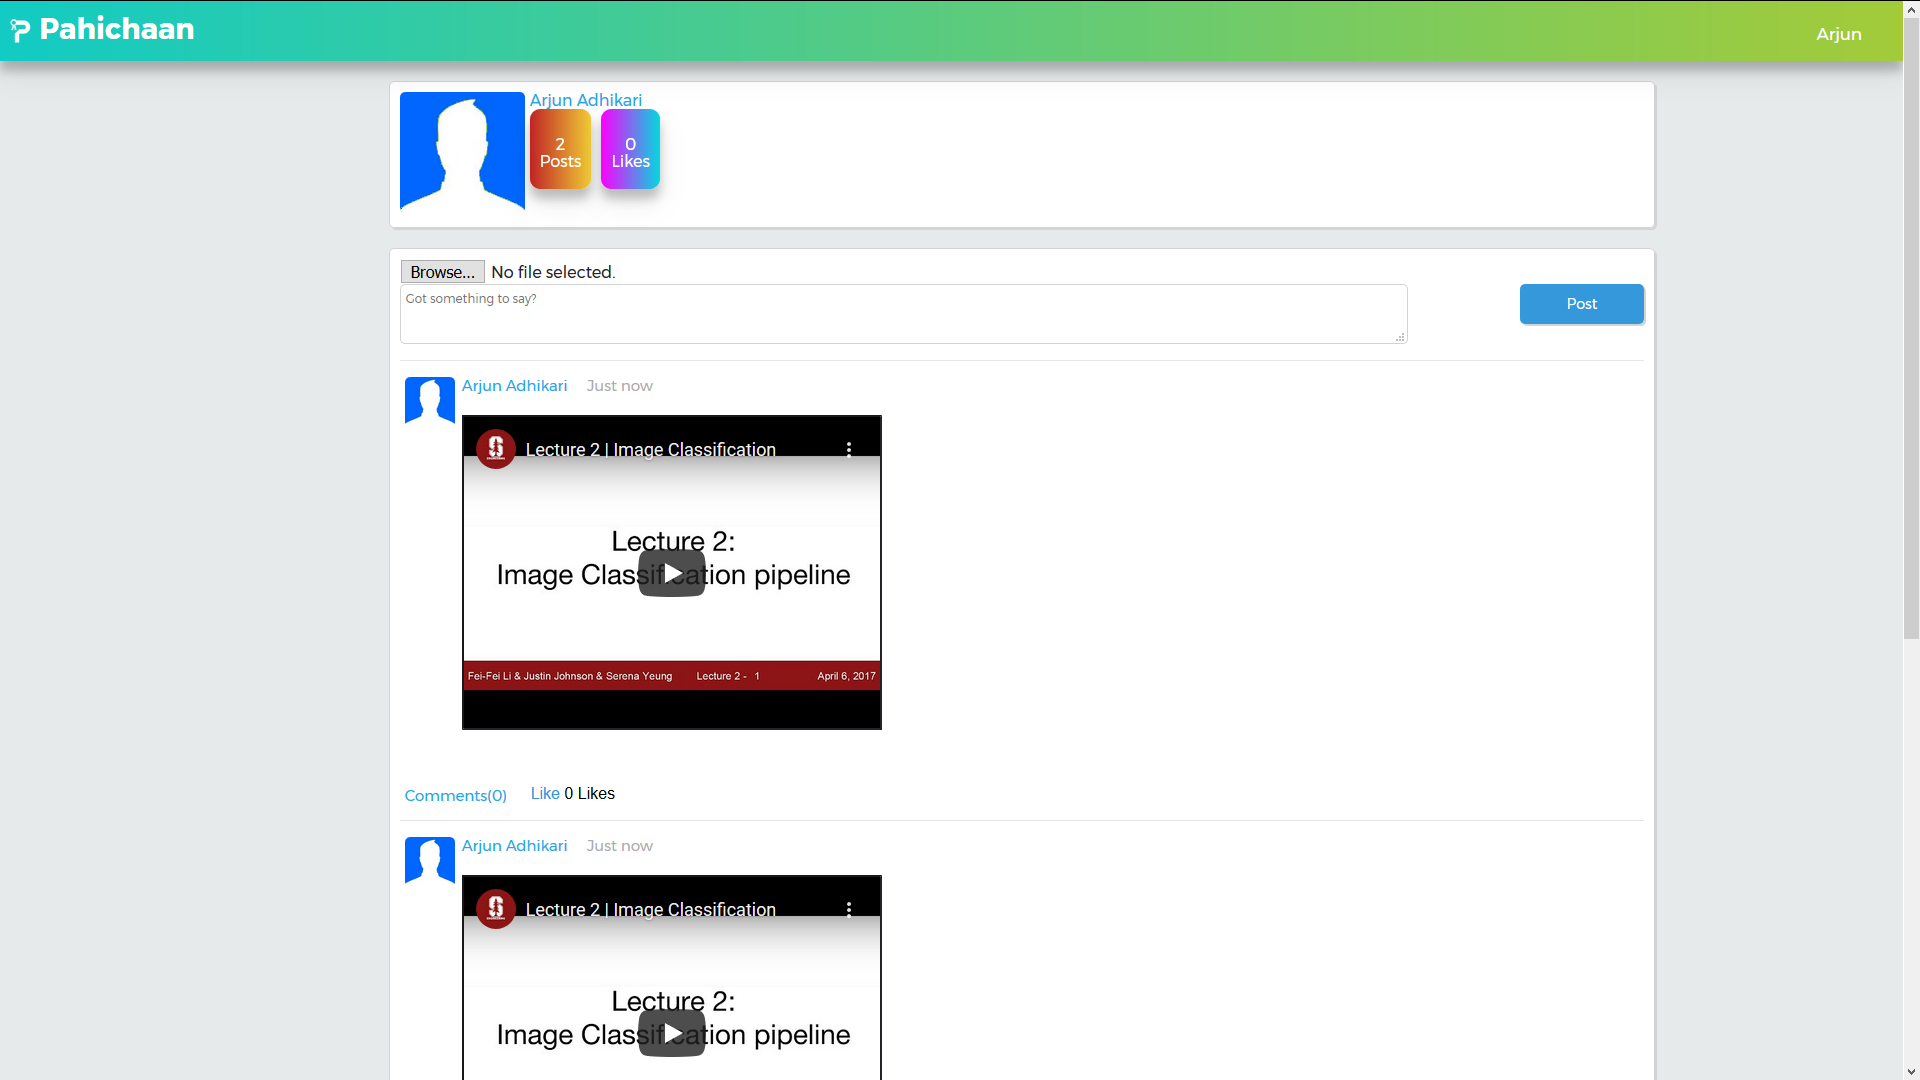 Pahichaan
Arjun
Arjun Adhikari
2
Posts
0
Likes
Browse... No file selected.
Got something to say?
Post
Arjun Adhikari Just now
Lecture 2 | Image Classification
Lecture 2:
Image Classification pipeline
Fei-Fei Li & Justin Johnson & Serena Yeung Lecture 2 - 1 April 6, 2017
Comments(0) Like 0 Likes
Arjun Adhikari Just now
Lecture 2 | Image Classification
Lecture 2:
Image Classification pipeline